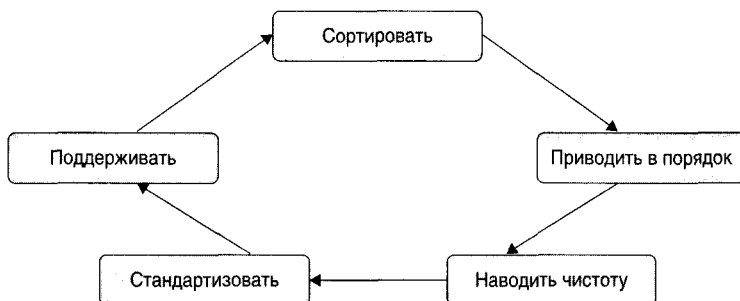 Сортировать
Поддерживать
Приводить в порядок
Стандартизовать
Наводить чистоту